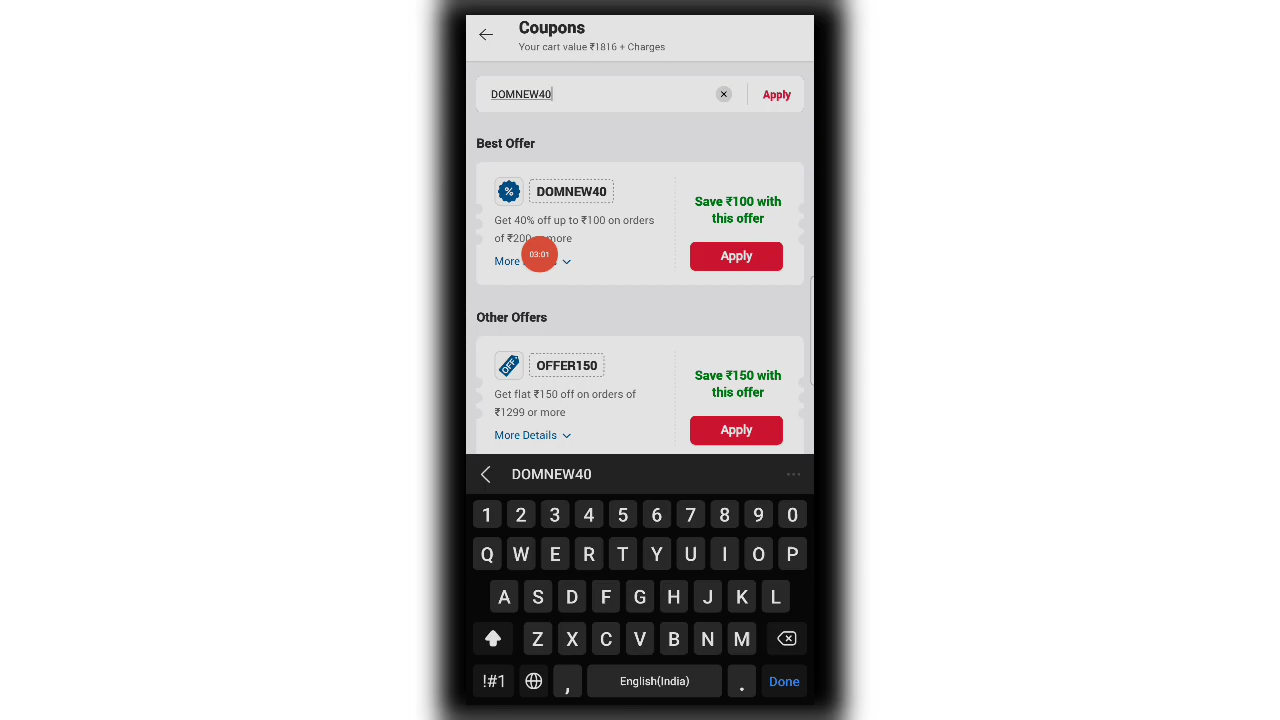 Coupons
Your cart value ₹1816 + Charges
DOMNEW40
Apply
Best Offer
%
DOMNEW40
Get 40% off up to ₹100 on orders
of ₹200 more
More
03:01
Save ₹100 with
this offer
Apply
Other Offers
OFF
OFFER150
Get flat ₹150 off on orders of
₹1299 or more
More Details
Save ₹150 with
this offer
Apply
DOMNEW40
1 2 3 4 5 6 7 8 9 0
Q W E R T Y U I O P
A S D F G H J K L
Z X C V B N M
!#1 , English(India) . Done